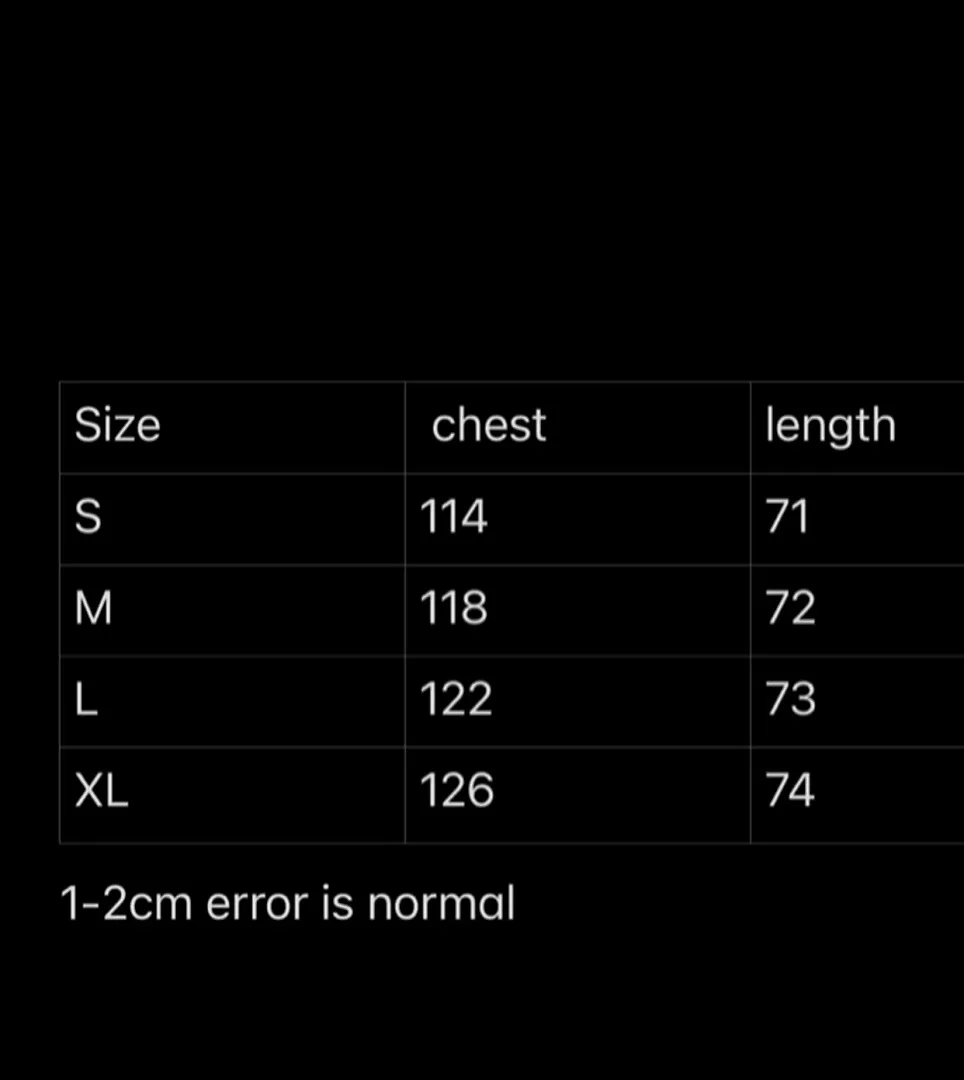 Size chest length
S 114 71
M 118 72
L 122 73
XL 126 74
1-2cm error is normal